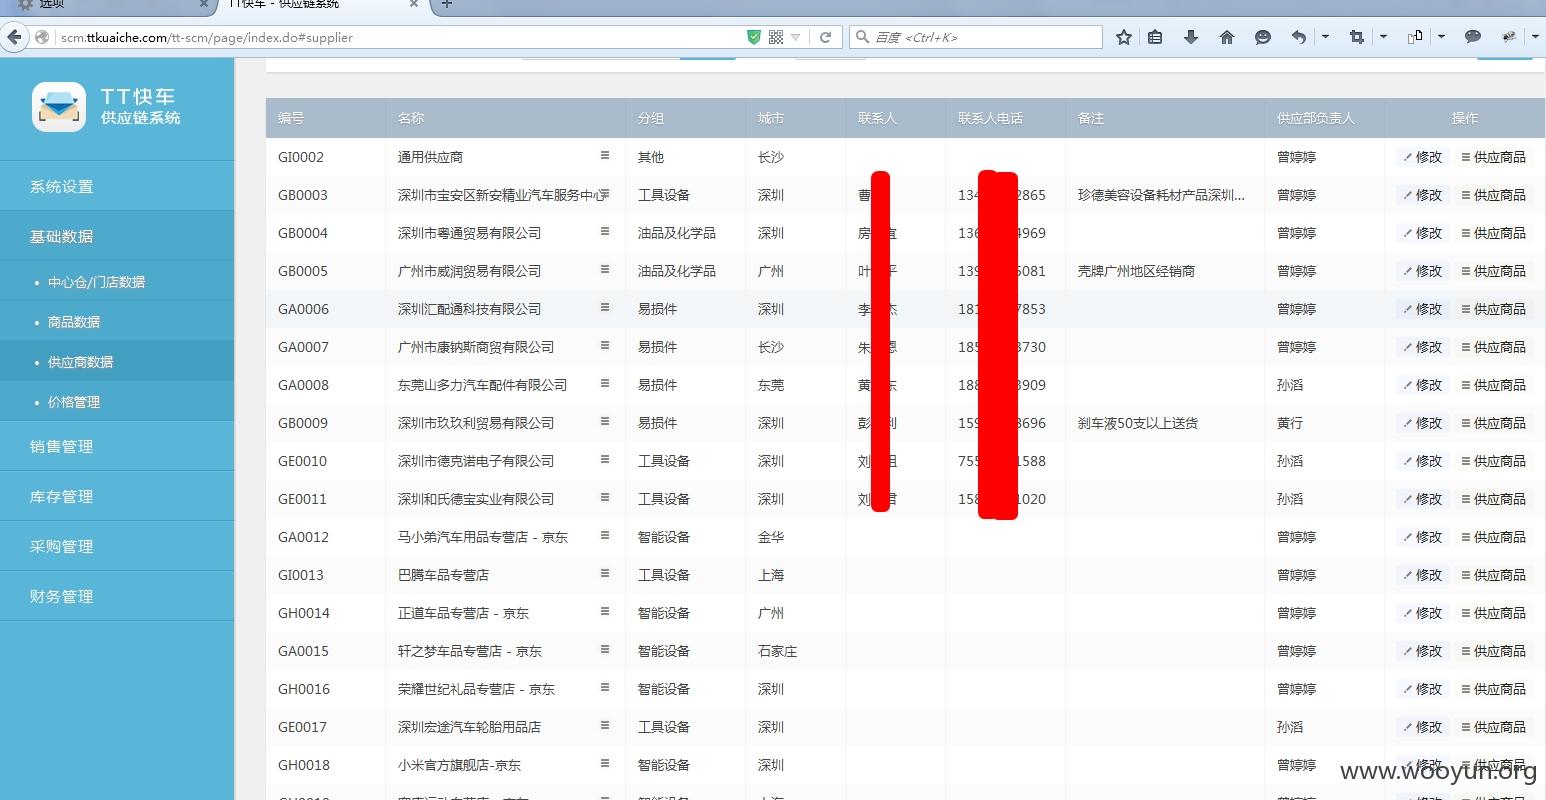 选项
TT快车 - 供应链系统
scm.ttkuaiche.com/tt-scm/page/index.do#supplier
百度 <Ctrl+K>
TT快车
供应链系统
系统设置
基础数据
• 中心仓/门店数据
• 商品数据
• 供应商数据
• 价格管理
销售管理
库存管理
采购管理
财务管理
编号 名称 分组 城市 联系人 联系人电话 备注 供应部负责人 操作
GI0002 通用供应商 其他 长沙 曾婷婷 修改 供应商品
GB0003 深圳市宝安区新安精业汽车服务中心 工具设备 深圳 曹 134 2865 珍德美容设备耗材产品深圳... 曾婷婷 修改 供应商品
GB0004 深圳市粤通贸易有限公司 油品及化学品 深圳 房 宜 136 4969 曾婷婷 修改 供应商品
GB0005 广州市威润贸易有限公司 油品及化学品 广州 叶 平 139 5081 壳牌广州地区经销商 曾婷婷 修改 供应商品
GA0006 深圳汇配通科技有限公司 易损件 深圳 李 杰 181 7853 曾婷婷 修改 供应商品
GA0007 广州市康钠斯商贸有限公司 易损件 长沙 朱 恩 185 3730 曾婷婷 修改 供应商品
GA0008 东莞山多力汽车配件有限公司 易损件 东莞 黄 东 188 3909 孙滔 修改 供应商品
GB0009 深圳市玖玖利贸易有限公司 易损件 深圳 彭 利 159 8696 刹车液50支以上送货 黄行 修改 供应商品
GE0010 深圳市德克诺电子有限公司 工具设备 深圳 刘 组 755 1588 孙滔 修改 供应商品
GE0011 深圳和氏德宝实业有限公司 工具设备 深圳 刘 君 158 1020 孙滔 修改 供应商品
GA0012 马小弟汽车用品专营店 - 京东 智能设备 金华 曾婷婷 修改 供应商品
GI0013 巴腾车品专营店 工具设备 上海 曾婷婷 修改 供应商品
GH0014 正道车品专营店 - 京东 智能设备 广州 曾婷婷 修改 供应商品
GA0015 轩之梦车品专营店 - 京东 智能设备 石家庄 曾婷婷 修改 供应商品
GH0016 荣耀世纪礼品专营店 - 京东 智能设备 深圳 曾婷婷 修改 供应商品
GE0017 深圳宏途汽车轮胎用品店 工具设备 深圳 孙滔 修改 供应商品
GH0018 小米官方旗舰店-京东 智能设备 深圳 曾婷婷 修改 供应商品
www.wooyun.org